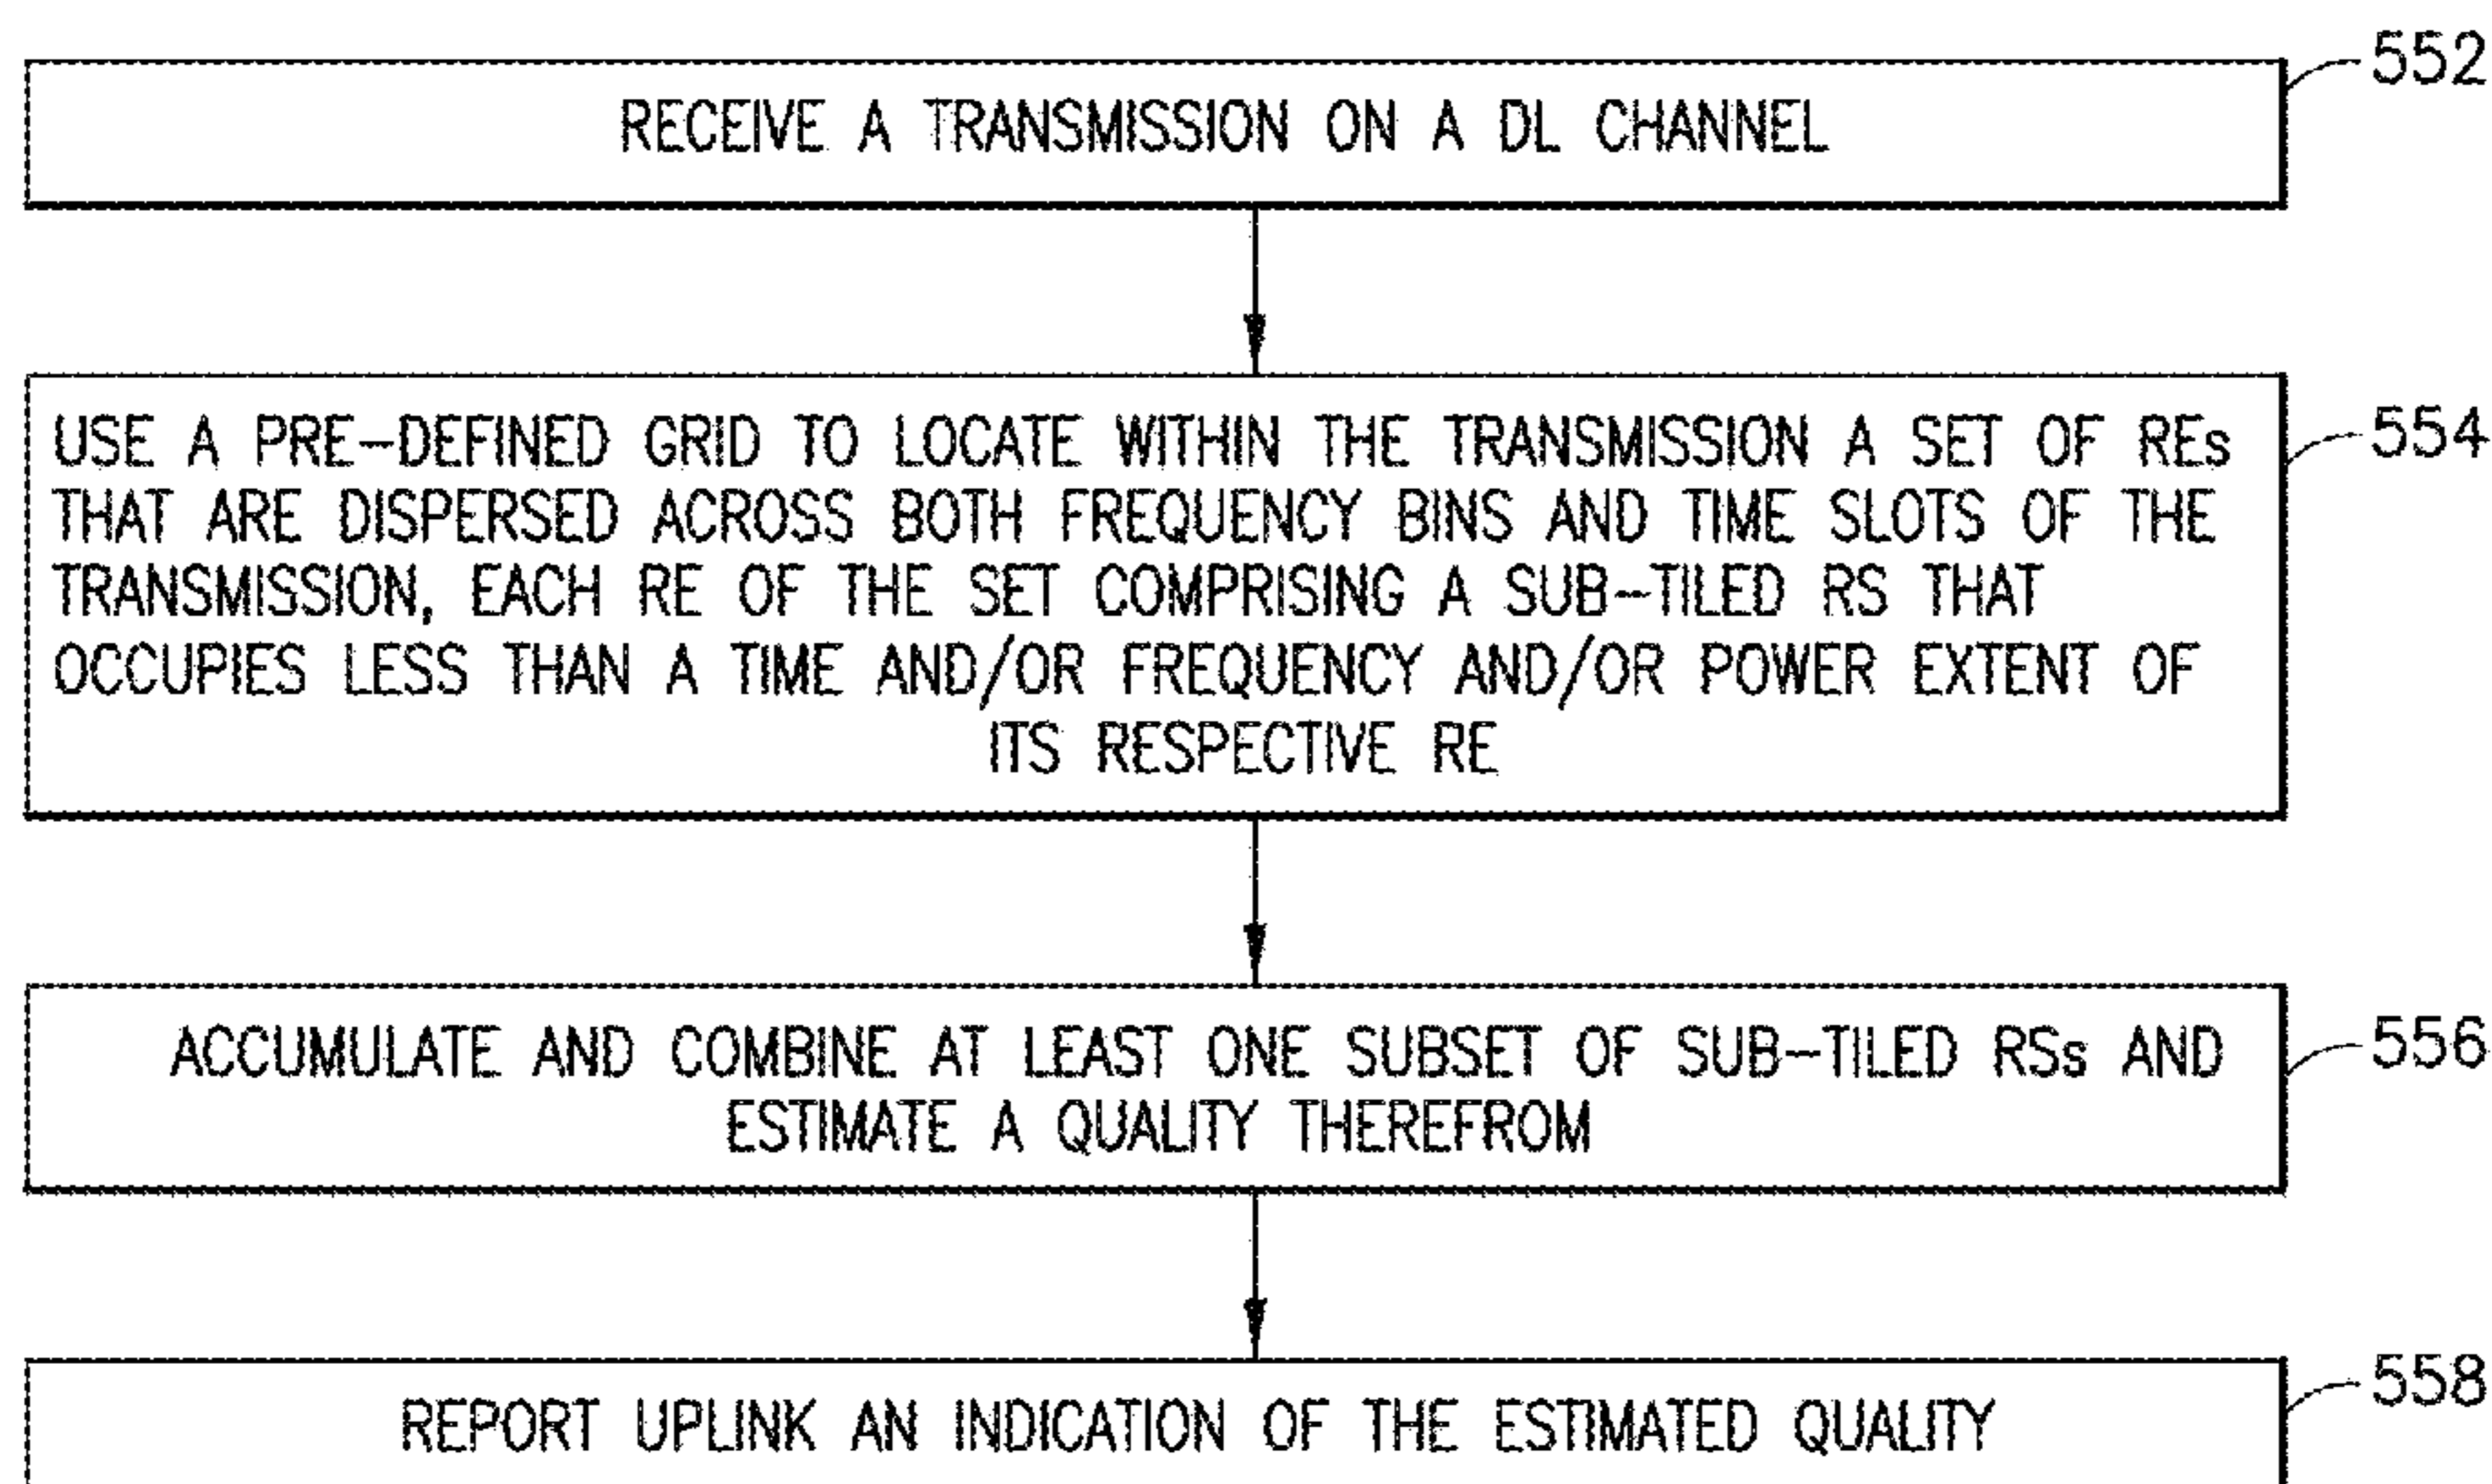 552
RECEIVE A TRANSMISSION ON A DL CHANNEL
554
USE A PRE-DEFINED GRID TO LOCATE WITHIN THE TRANSMISSION A SET OF REs
THAT ARE DISPERSED ACROSS BOTH FREQUENCY BINS AND TIME SLOTS OF THE
TRANSMISSION, EACH RE OF THE SET COMPRISING A SUB-TILED RS THAT
OCCUPIES LESS THAN A TIME AND/OR FREQUENCY AND/OR POWER EXTENT OF
ITS RESPECTIVE RE
556
ACCUMULATE AND COMBINE AT LEAST ONE SUBSET OF SUB-TILED RSs AND
ESTIMATE A QUALITY THEREFROM
558
REPORT UPLINK AN INDICATION OF THE ESTIMATED QUALITY